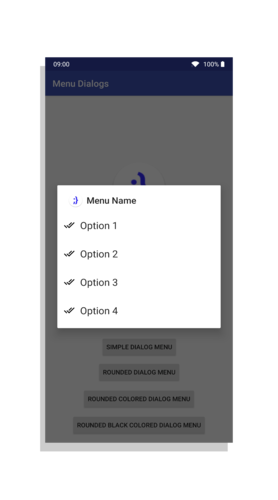 09:00 100%
Menu Dialogs
;) Menu Name
Option 1
Option 2
Option 3
Option 4
SIMPLE DIALOG MENU
ROUNDED DIALOG MENU
ROUNDED COLORED DIALOG MENU
ROUNDED BLACK COLORED DIALOG MENU